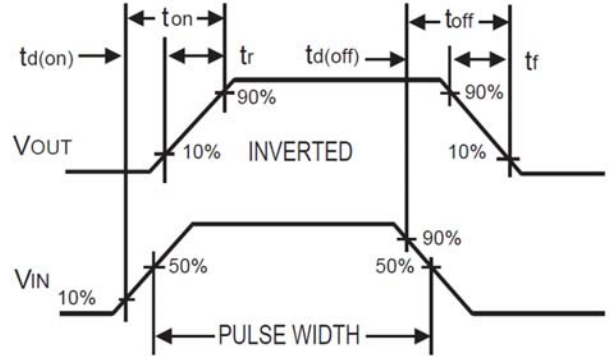 ton toff
td(on) tr td(off) tf
90% 90%
VOUT 10% INVERTED 10%
90%
50% 50%
VIN 10%
PULSE WIDTH